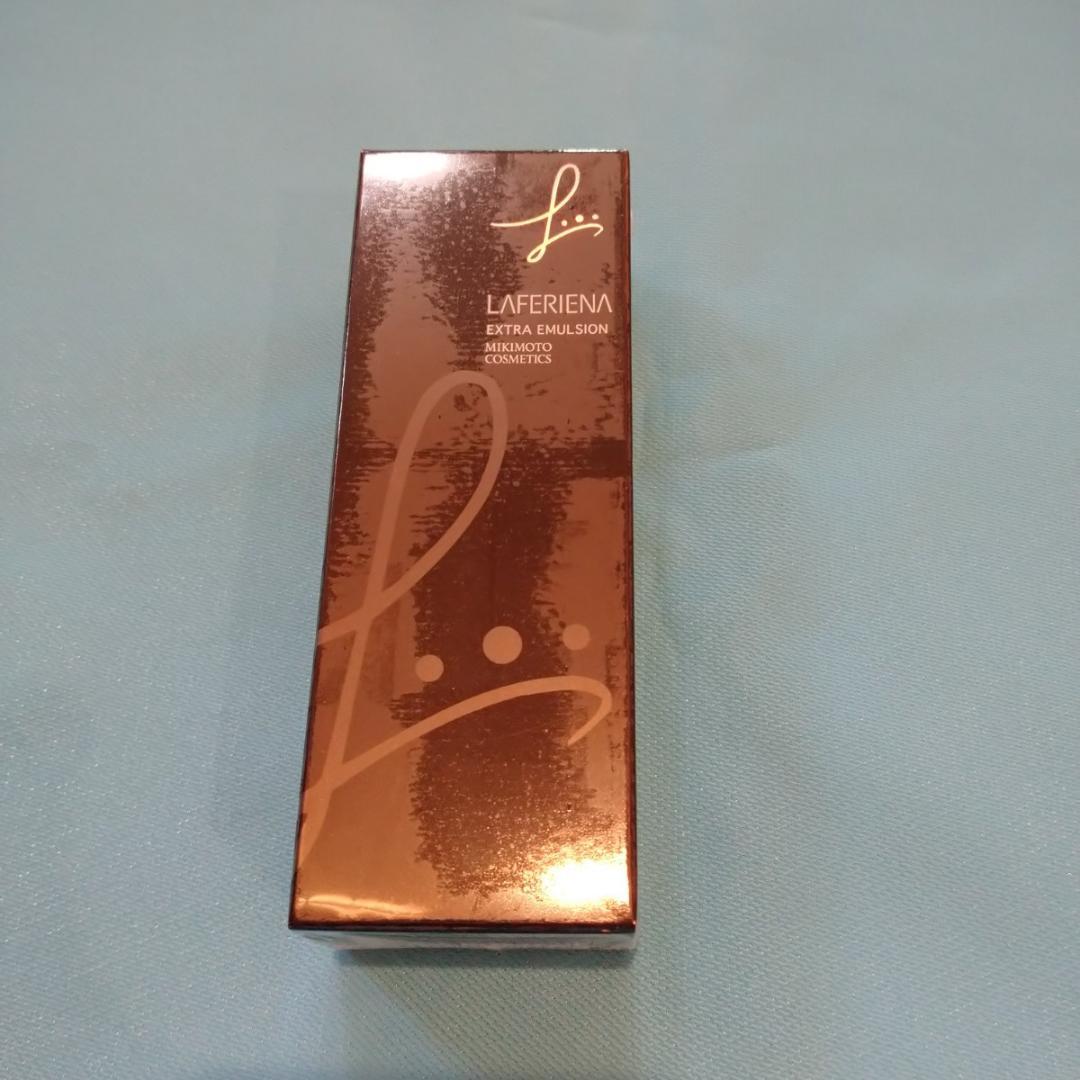 LAFERIENA
EXTRA EMULSION
MIKIMOTO
COSMETICS